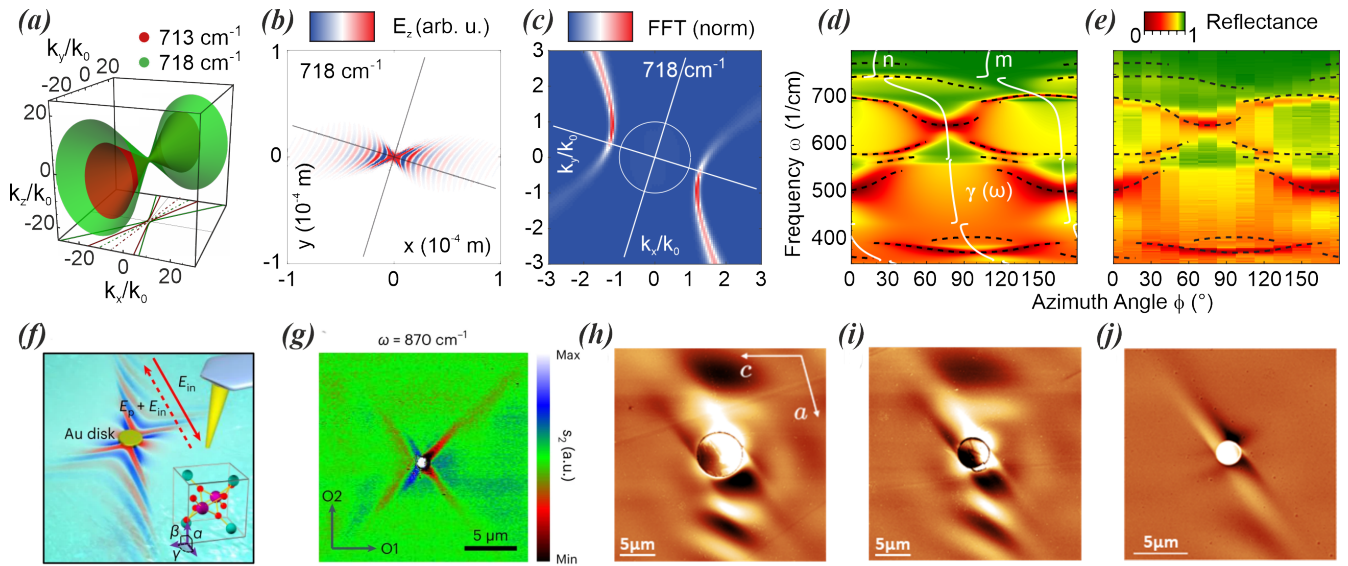 (a)
713 cm⁻¹
718 cm⁻¹
k_y/k_0
-20 0 20
20
0
k_z/k_0
-20
-20
0
20
k_x/k_0
(b)
E_z (arb. u.)
718 cm⁻¹
1
0
-1
y (10⁻⁴ m)
x (10⁻⁴ m)
-1 0 1
(c)
FFT (norm)
718 cm⁻¹
3
2
1
0
-1
-2
-3
k_y/k_0
k_x/k_0
-3 -2 -1 0 1 2 3
(d)
n
m
γ (ω)
Frequency ω (1/cm)
700
600
500
400
0 30 60 90 120 150
(e)
0 1 Reflectance
0 30 60 90 120 150
Azimuth Angle ϕ (°)
(f)
E_in
E_p + E_in
Au disk
β
α
γ
(g)
ω = 870 cm⁻¹
Max
s_2 (a.u.)
Min
O2
O1
5 μm
(h)
c
a
5μm
(i)
5μm
(j)
5μm